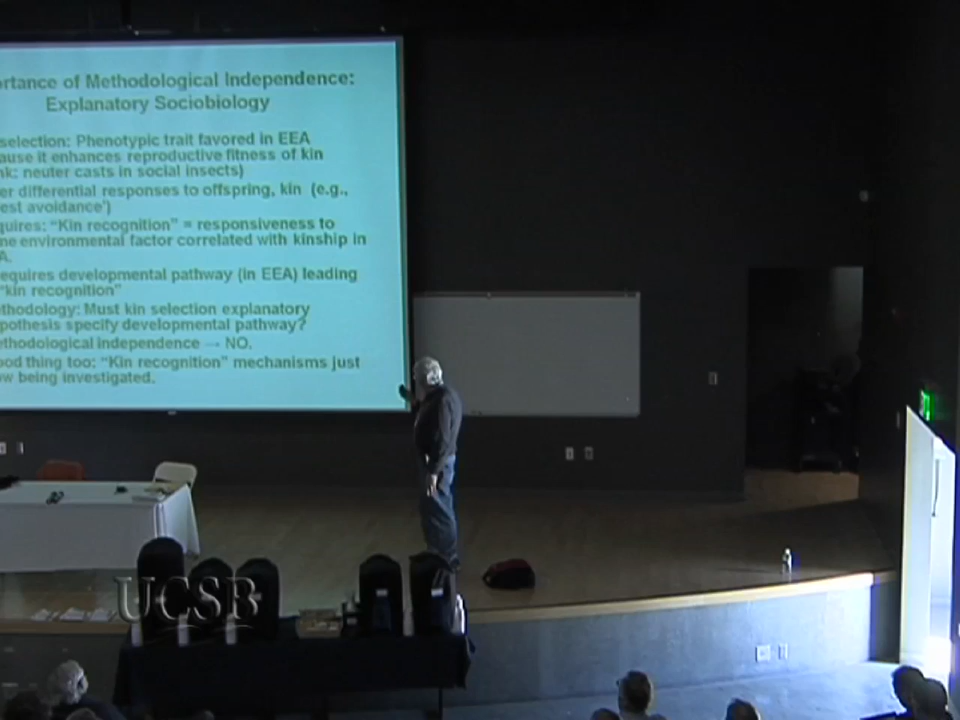 ortance of Methodological Independence:
Explanatory Sociobiology
selection: Phenotypic trait favored in EEA
ause it enhances reproductive fitness of kin
nk: neuter casts in social insects)
er differential responses to offspring, kin (e.g.,
est avoidance')
quires: "Kin recognition" = responsiveness to
me environmental factor correlated with kinship in
A.
equires developmental pathway (in EEA) leading
"kin recognition"
thodology: Must kin selection explanatory
pothesis specify developmental pathway?
ethodological independence → NO.
ood thing too: "Kin recognition" mechanisms just
ow being investigated.
UCSB